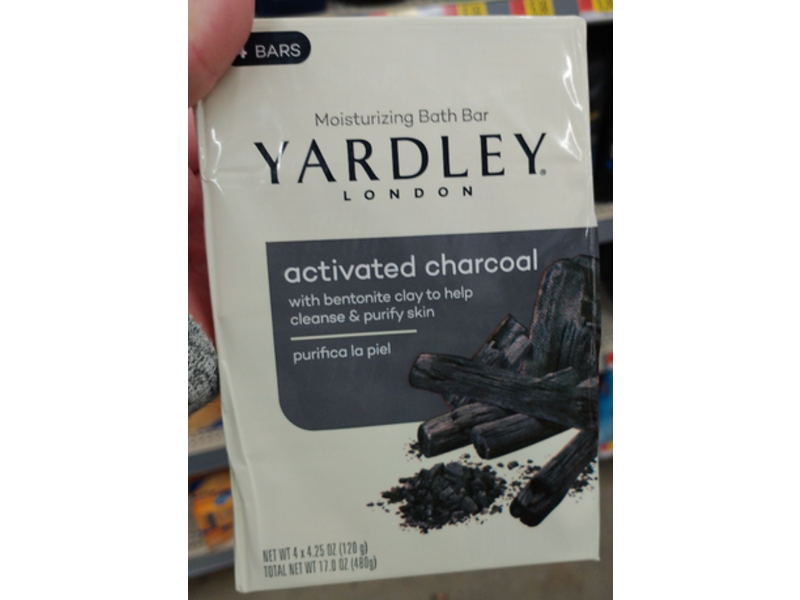 4 BARS
Moisturizing Bath Bar
YARDLEY®
LONDON
activated charcoal
with bentonite clay to help
cleanse & purify skin
purifica la piel
NET WT 4 x 4.25 OZ (120 g)
TOTAL NET WT 17.0 OZ (480g)